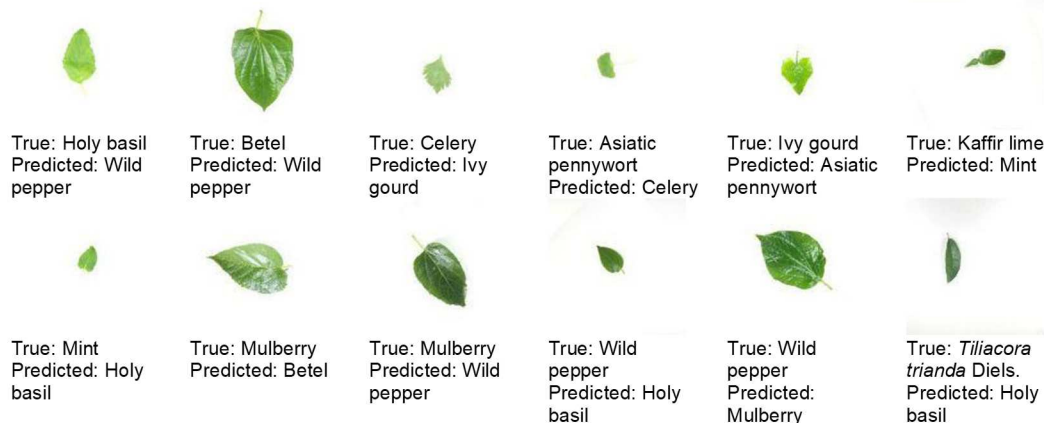 True: Holy basil
Predicted: Wild
pepper
True: Betel
Predicted: Wild
pepper
True: Celery
Predicted: Ivy
gourd
True: Asiatic
pennywort
Predicted: Celery
True: Ivy gourd
Predicted: Asiatic
pennywort
True: Kaffir lime
Predicted: Mint
True: Mint
Predicted: Holy
basil
True: Mulberry
Predicted: Betel
True: Mulberry
Predicted: Wild
pepper
True: Wild
pepper
Predicted: Holy
basil
True: Wild
pepper
Predicted:
Mulberry
True: Tiliacora
trianda Diels.
Predicted: Holy
basil